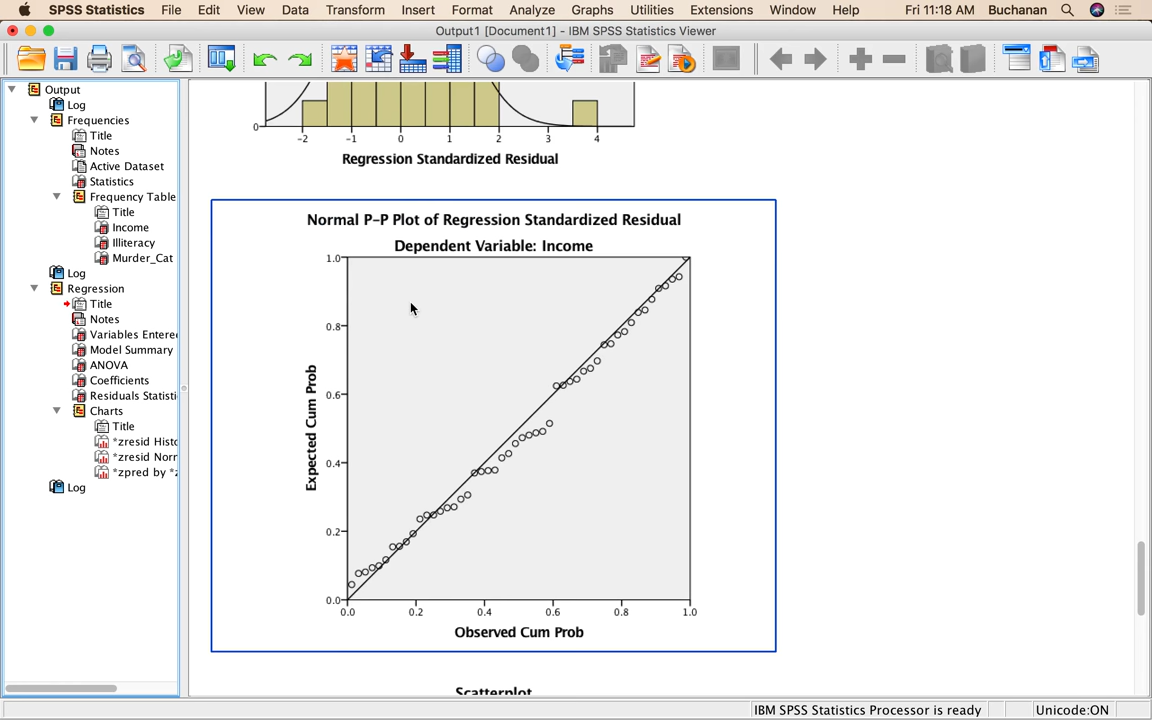 SPSS Statistics File Edit View Data Transform Insert Format Analyze Graphs Utilities Extensions Window Help Fri 11:18 AM Buchanan
Output1 [Document1] - IBM SPSS Statistics Viewer
Output
Log
Frequencies
Title
Notes
Active Dataset
Statistics
Frequency Table
Title
Income
Illiteracy
Murder_Cat
Log
Regression
Title
Notes
Variables Entere
Model Summary
ANOVA
Coefficients
Residuals Statisti
Charts
Title
*zresid Histo
*zresid Norr
*zpred by *z
Log
0
-2 -1 0 1 2 3 4
Regression Standardized Residual
Normal P-P Plot of Regression Standardized Residual
Dependent Variable: Income
1.0
0.8
0.6
0.4
0.2
0.0
Expected Cum Prob
0.0 0.2 0.4 0.6 0.8 1.0
Observed Cum Prob
Scatterplot
IBM SPSS Statistics Processor is ready Unicode:ON